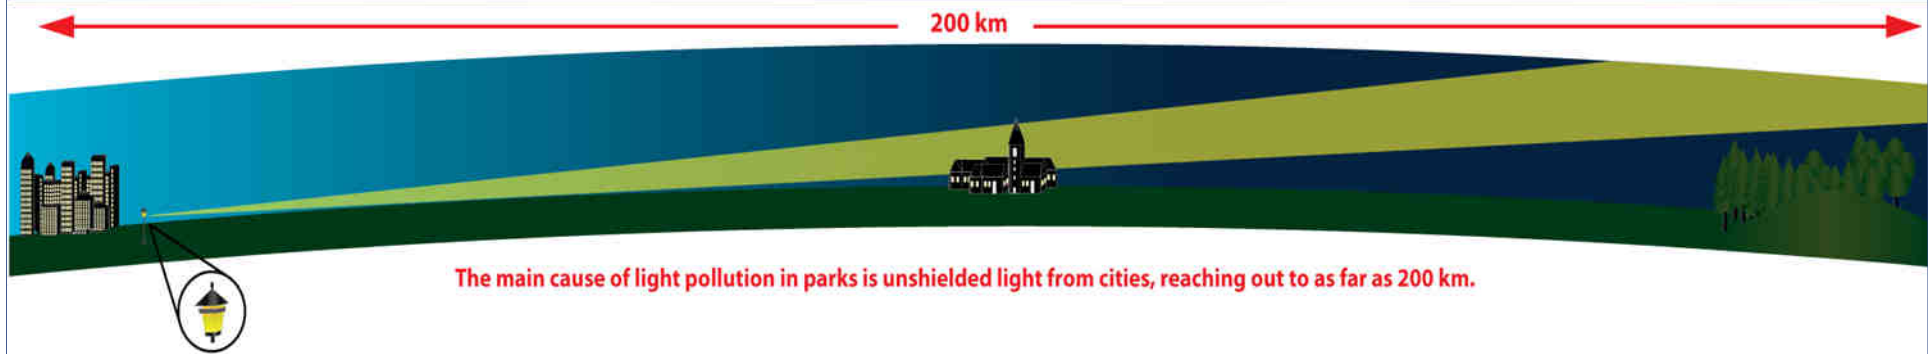 200 km
The main cause of light pollution in parks is unshielded light from cities, reaching out to as far as 200 km.